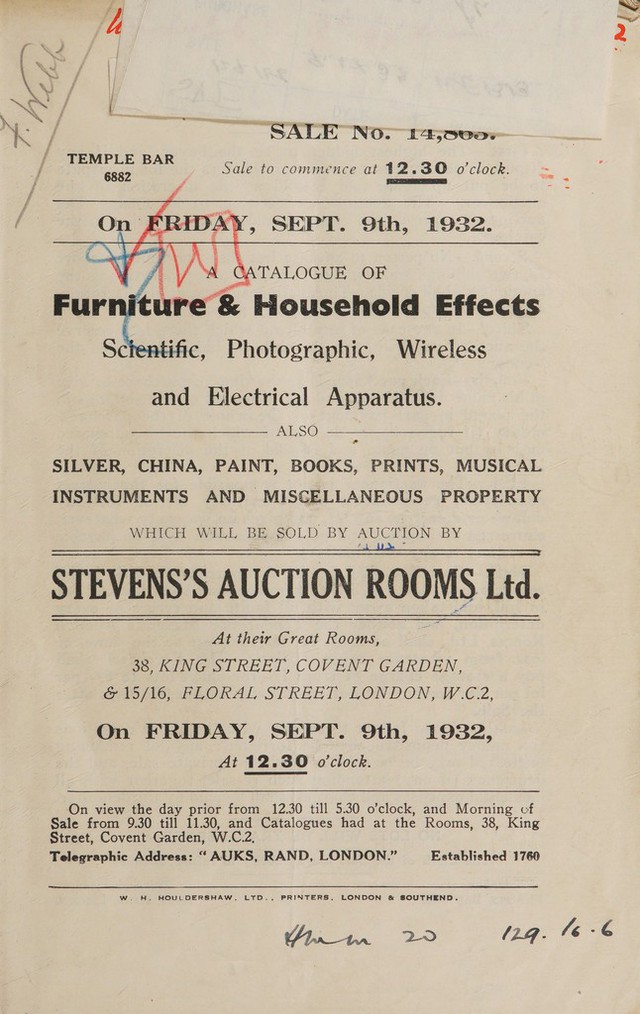 F. Webb
SALE No. 14,
TEMPLE BAR
6882
Sale to commence at 12.30 o'clock.
On FRIDAY, SEPT. 9th, 1932.
A CATALOGUE OF
Furniture & Household Effects
Scientific, Photographic, Wireless
and Electrical Apparatus.
ALSO
SILVER, CHINA, PAINT, BOOKS, PRINTS, MUSICAL
INSTRUMENTS AND MISCELLANEOUS PROPERTY
WHICH WILL BE SOLD BY AUCTION BY
STEVENS'S AUCTION ROOMS Ltd.
At their Great Rooms,
38, KING STREET, COVENT GARDEN,
& 15/16, FLORAL STREET, LONDON, W.C.2,
On FRIDAY, SEPT. 9th, 1932,
At 12.30 o'clock.
On view the day prior from 12.30 till 5.30 o'clock, and Morning of
Sale from 9.30 till 11.30, and Catalogues had at the Rooms, 38, King
Street, Covent Garden, W.C.2.
Telegraphic Address: "AUKS, RAND, LONDON." Established 1760
W. H. HOULDERSHAW, LTD., PRINTERS, LONDON & SOUTHEND.
20 129. 16. 6